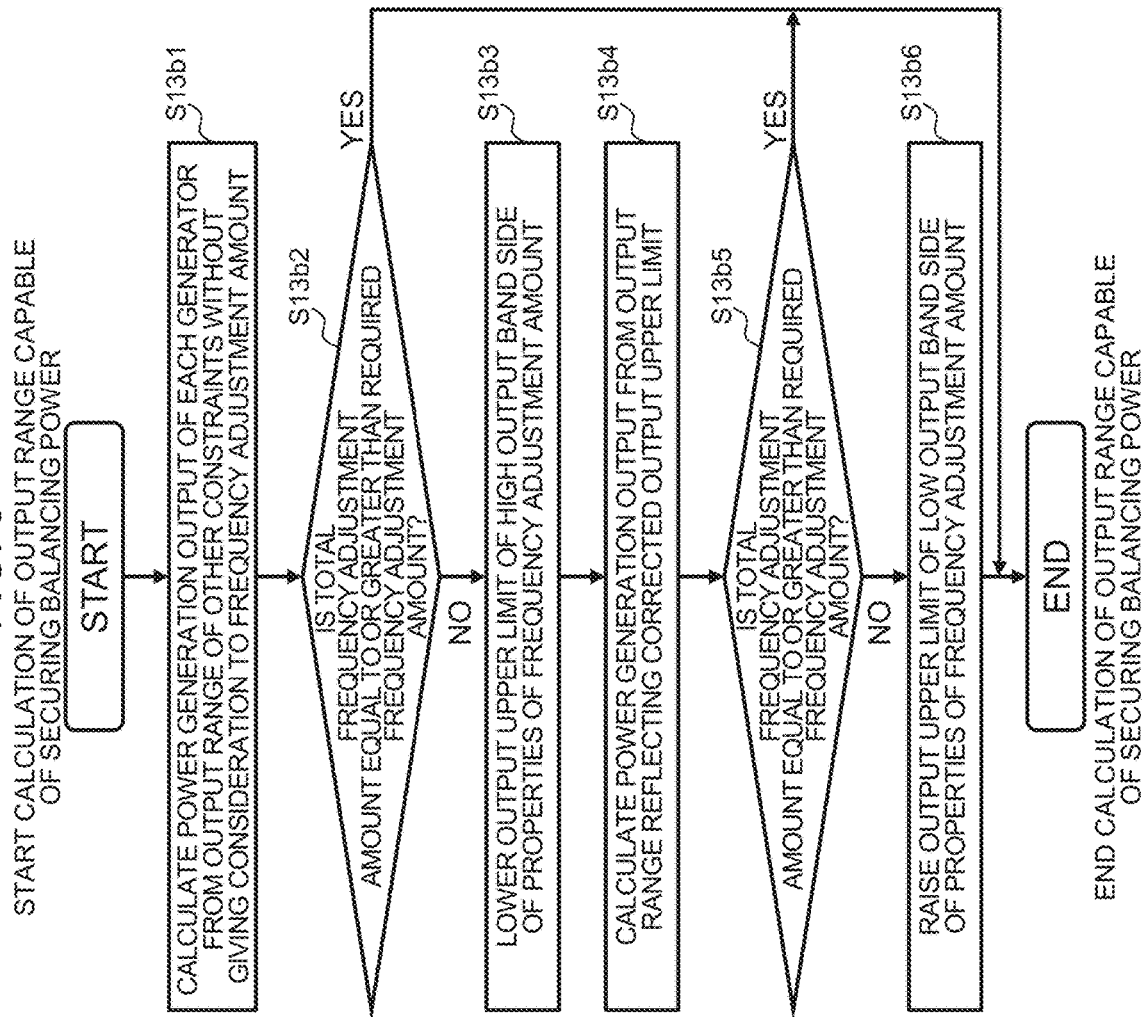 START CALCULATION OF OUTPUT RANGE CAPABLE
OF SECURING BALANCING POWER
START
S13b1
CALCULATE POWER GENERATION OUTPUT OF EACH GENERATOR
FROM OUTPUT RANGE OF OTHER CONSTRAINTS WITHOUT
GIVING CONSIDERATION TO FREQUENCY ADJUSTMENT AMOUNT
S13b2
IS TOTAL
FREQUENCY ADJUSTMENT
AMOUNT EQUAL TO OR GREATER THAN REQUIRED
FREQUENCY ADJUSTMENT
AMOUNT?
YES
NO
S13b3
LOWER OUTPUT UPPER LIMIT OF HIGH OUTPUT BAND SIDE
OF PROPERTIES OF FREQUENCY ADJUSTMENT AMOUNT
S13b4
CALCULATE POWER GENERATION OUTPUT FROM OUTPUT
RANGE REFLECTING CORRECTED OUTPUT UPPER LIMIT
S13b5
IS TOTAL
FREQUENCY ADJUSTMENT
AMOUNT EQUAL TO OR GREATER THAN REQUIRED
FREQUENCY ADJUSTMENT
AMOUNT?
YES
NO
S13b6
RAISE OUTPUT UPPER LIMIT OF LOW OUTPUT BAND SIDE
OF PROPERTIES OF FREQUENCY ADJUSTMENT AMOUNT
END
END CALCULATION OF OUTPUT RANGE CAPABLE
OF SECURING BALANCING POWER